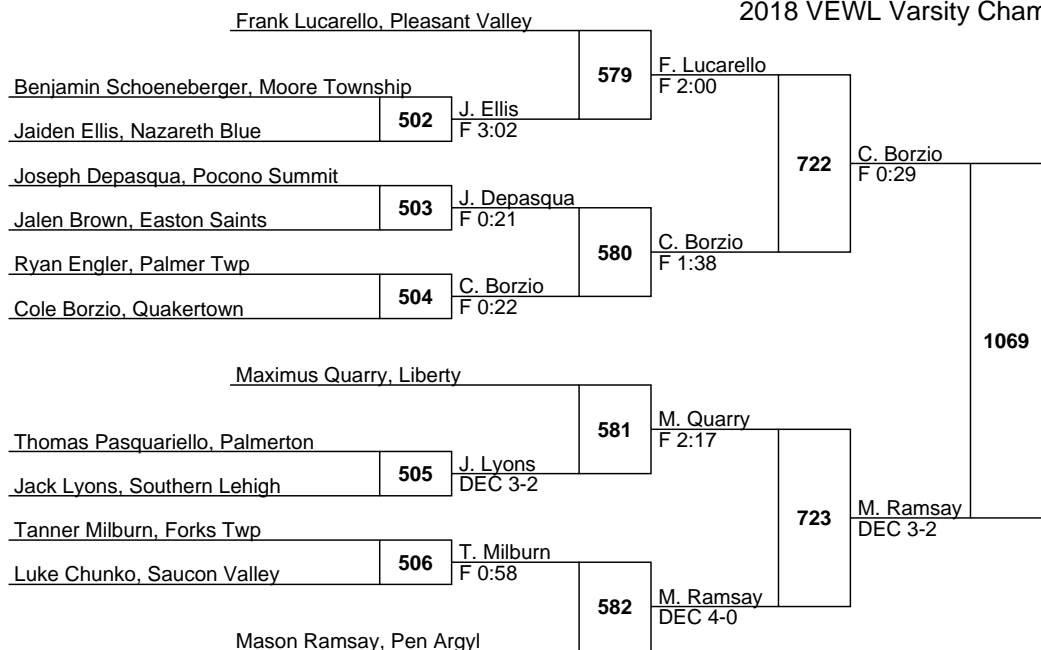 2018 VEWL Varsity Cham
Frank Lucarello, Pleasant Valley
579
F. Lucarello
F 2:00
Benjamin Schoeneberger, Moore Township
502
J. Ellis
F 3:02
Jaiden Ellis, Nazareth Blue
722
C. Borzio
F 0:29
Joseph Depasqua, Pocono Summit
503
J. Depasqua
F 0:21
Jalen Brown, Easton Saints
580
C. Borzio
F 1:38
Ryan Engler, Palmer Twp
504
C. Borzio
F 0:22
Cole Borzio, Quakertown
1069
Maximus Quarry, Liberty
581
M. Quarry
F 2:17
Thomas Pasquariello, Palmerton
505
J. Lyons
DEC 3-2
Jack Lyons, Southern Lehigh
723
M. Ramsay
DEC 3-2
Tanner Milburn, Forks Twp
506
T. Milburn
F 0:58
Luke Chunko, Saucon Valley
582
M. Ramsay
DEC 4-0
Mason Ramsay, Pen Argyl